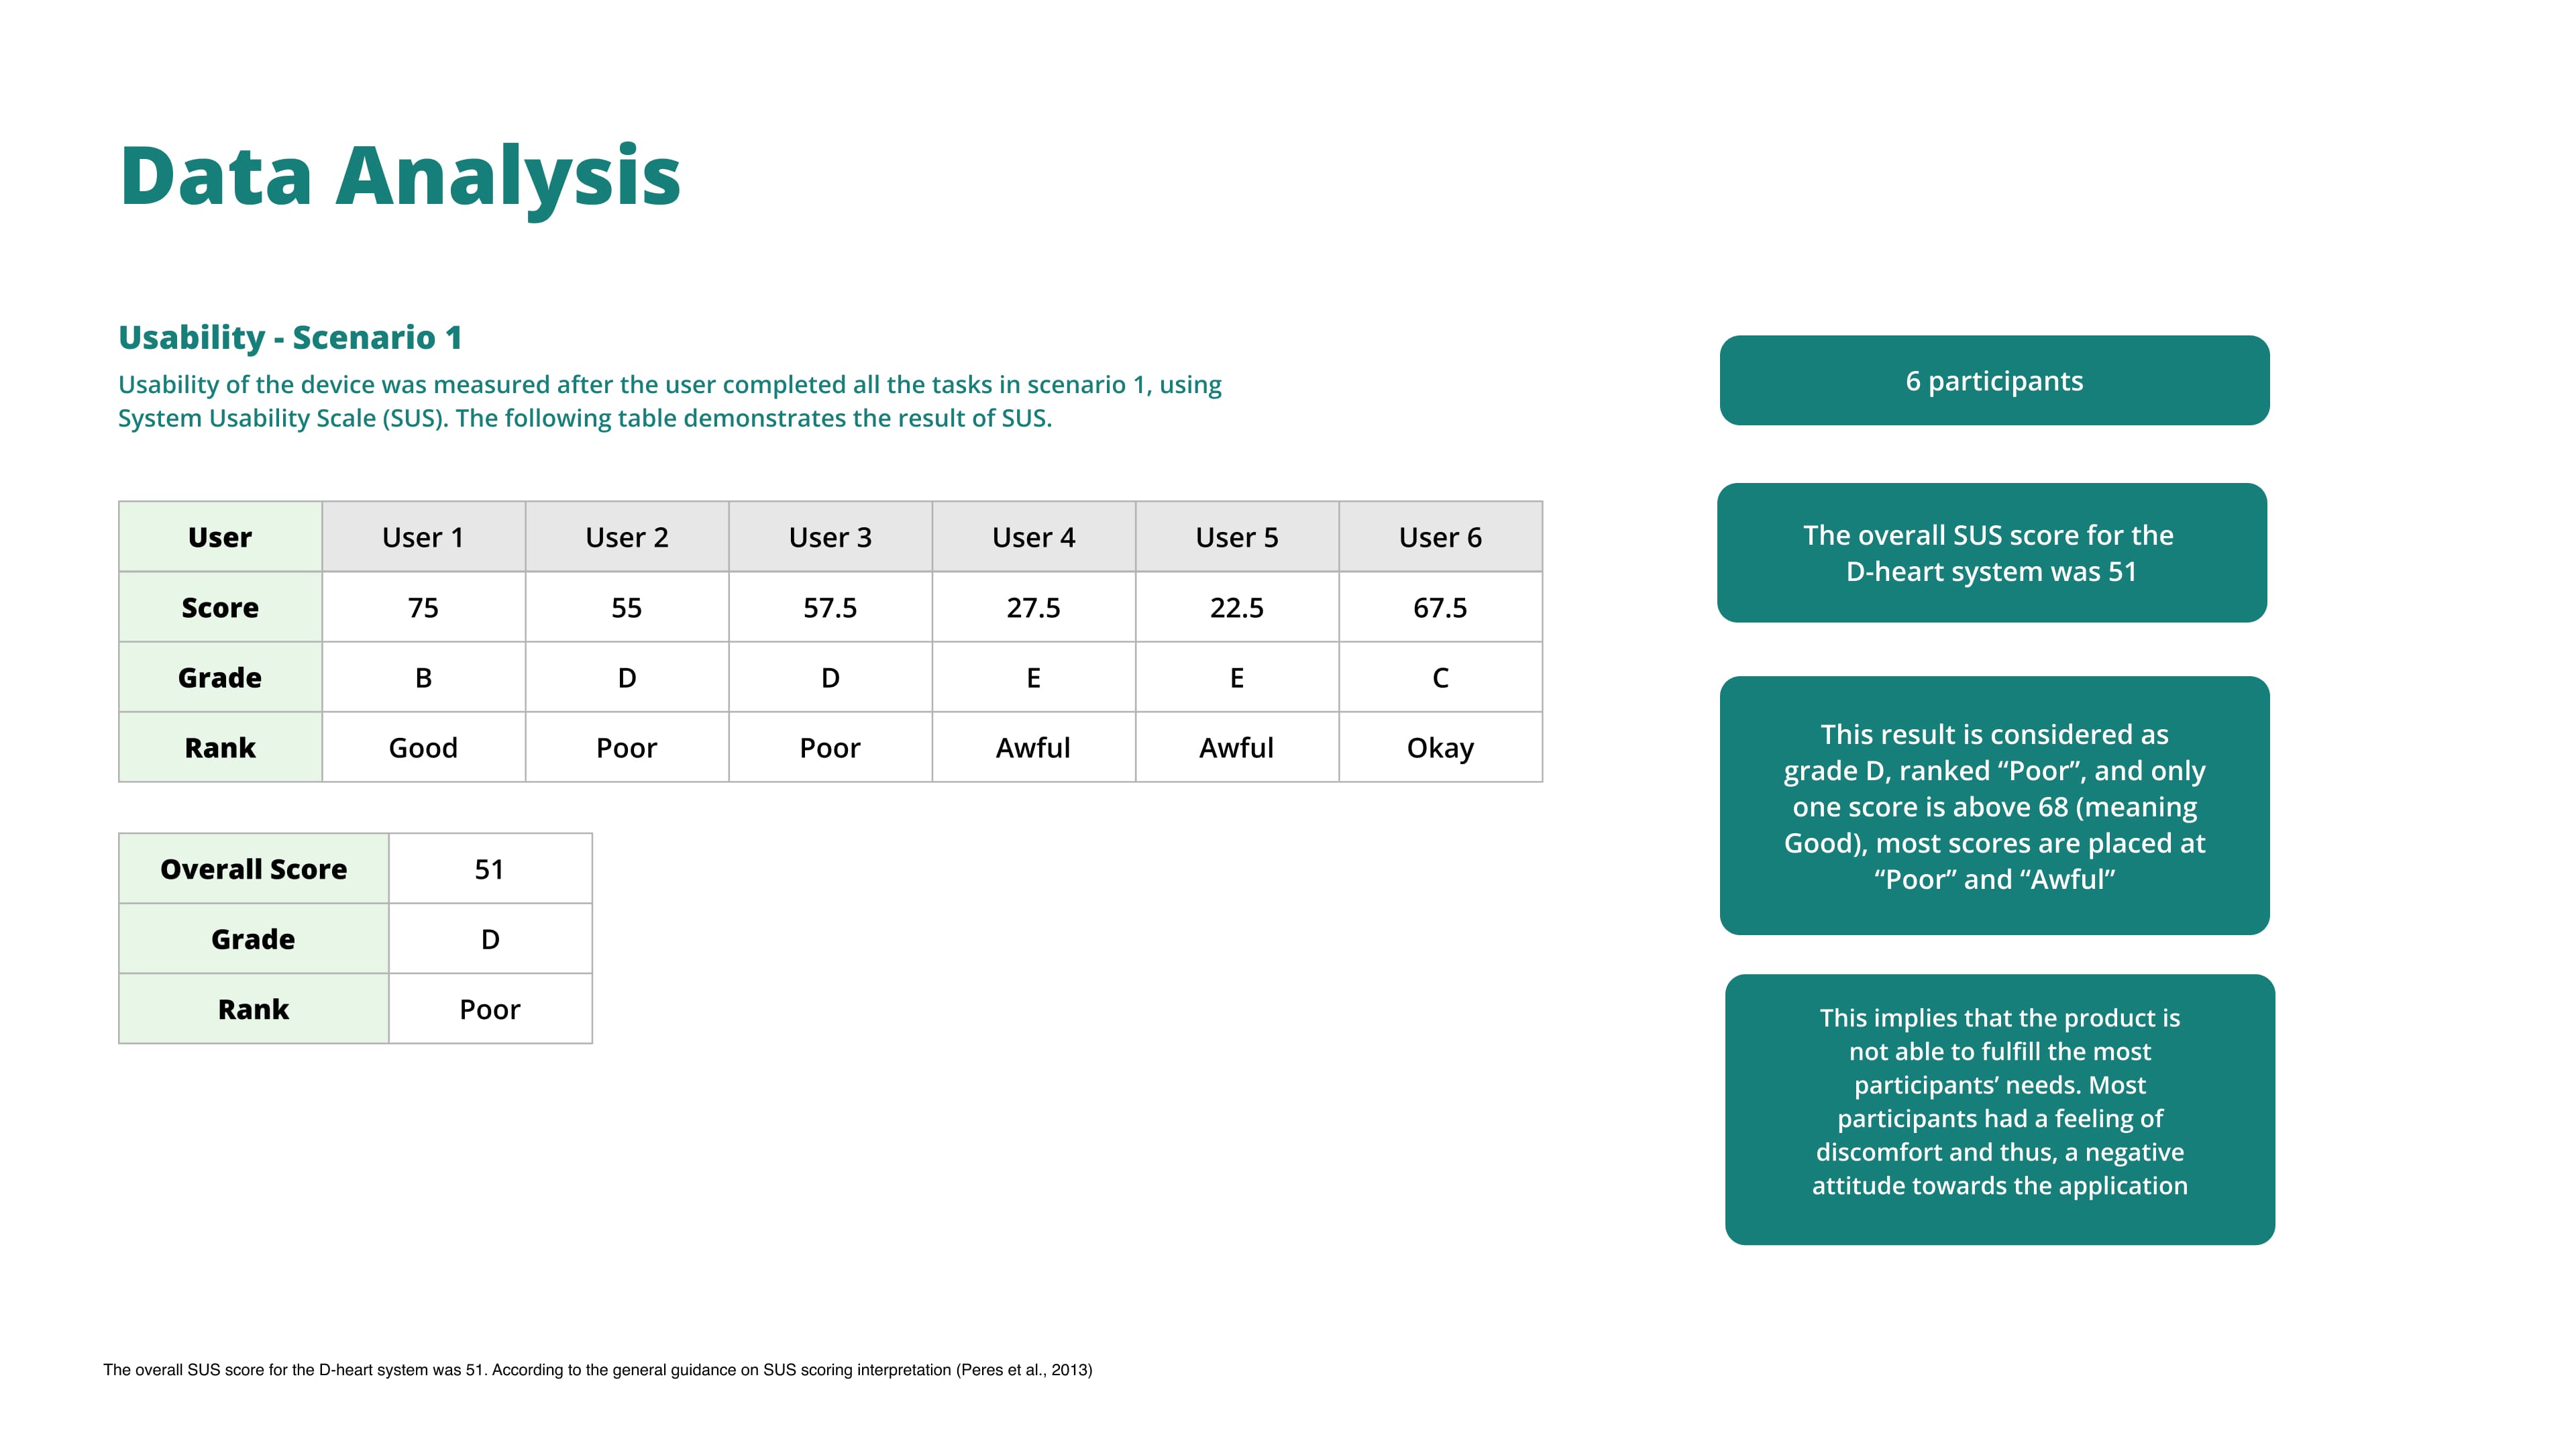 Data Analysis
Usability - Scenario 1
Usability of the device was measured after the user completed all the tasks in scenario 1, using
System Usability Scale (SUS). The following table demonstrates the result of SUS.
User User 1 User 2 User 3 User 4 User 5 User 6
Score 75 55 57.5 27.5 22.5 67.5
Grade B D D E E C
Rank Good Poor Poor Awful Awful Okay
Overall Score 51
Grade D
Rank Poor
6 participants
The overall SUS score for the
D-heart system was 51
This result is considered as
grade D, ranked “Poor”, and only
one score is above 68 (meaning
Good), most scores are placed at
“Poor” and “Awful”
This implies that the product is
not able to fulfill the most
participants’ needs. Most
participants had a feeling of
discomfort and thus, a negative
attitude towards the application
The overall SUS score for the D-heart system was 51. According to the general guidance on SUS scoring interpretation (Peres et al., 2013)